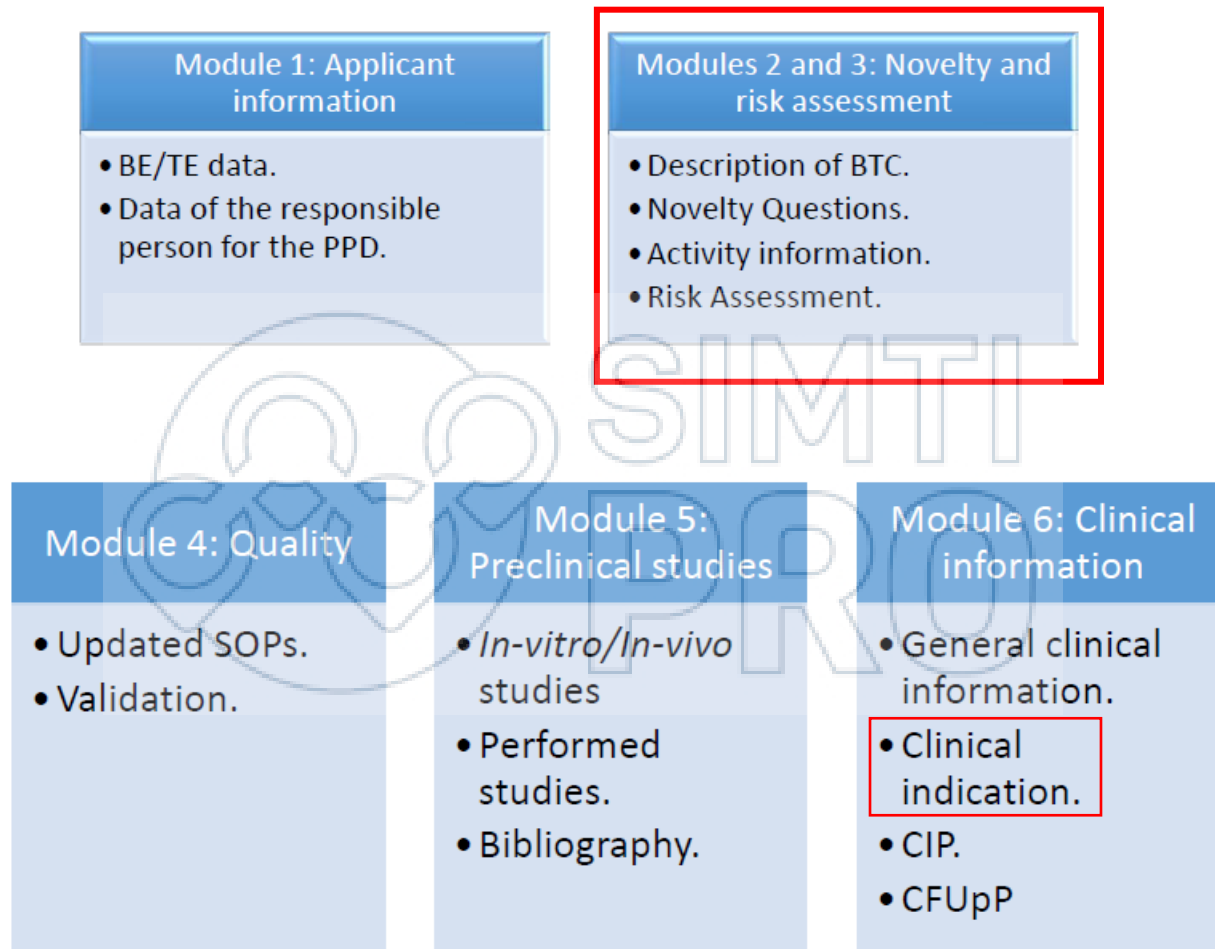 Module 1: Applicant
information
• BE/TE data.
• Data of the responsible
person for the PPD.
Modules 2 and 3: Novelty and
risk assessment
• Description of BTC.
• Novelty Questions.
• Activity information.
• Risk Assessment.
SIMTI
PRO
Module 4: Quality
• Updated SOPs.
• Validation.
Module 5:
Preclinical studies
• In-vitro/In-vivo
studies
• Performed
studies.
• Bibliography.
Module 6: Clinical
information
• General clinical
information.
• Clinical
indication.
• CIP.
• CFUpP